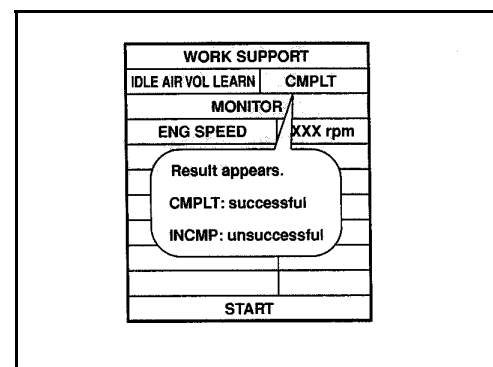 WORK SUPPORT
IDLE AIR VOL LEARN CMPLT
MONITOR
ENG SPEED XXX rpm
Result appears.
CMPLT: successful
INCMP: unsuccessful
START